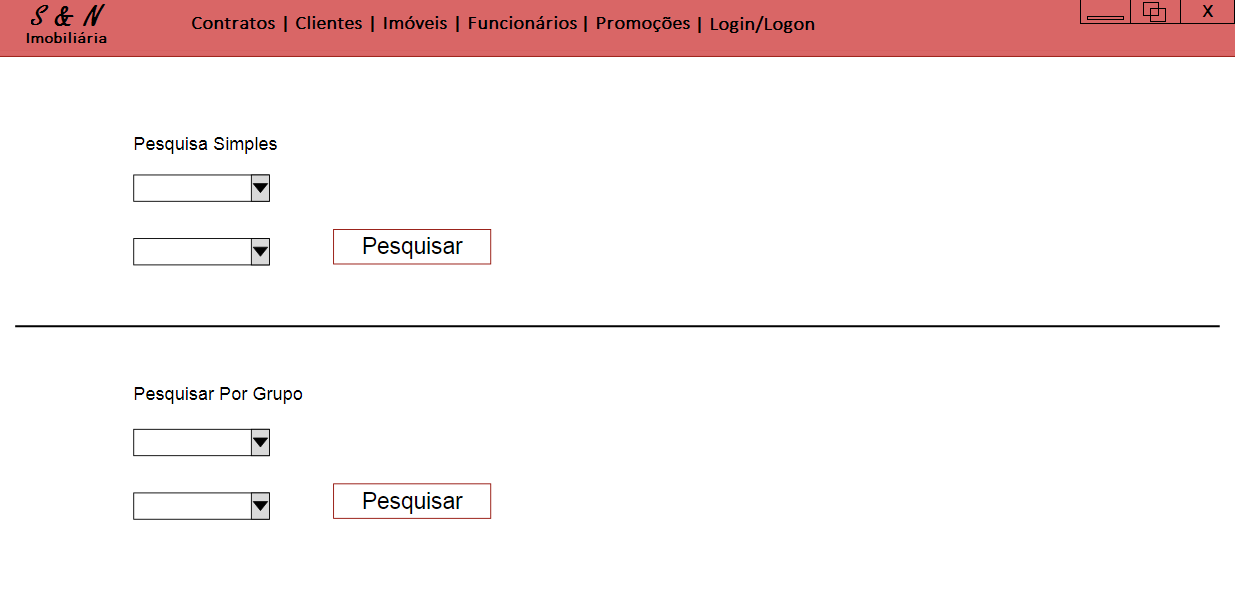 S & N
Imobiliária
Contratos | Clientes | Imóveis | Funcionários | Promoções | Login/Logon
X
Pesquisa Simples
Pesquisar
Pesquisar Por Grupo
Pesquisar